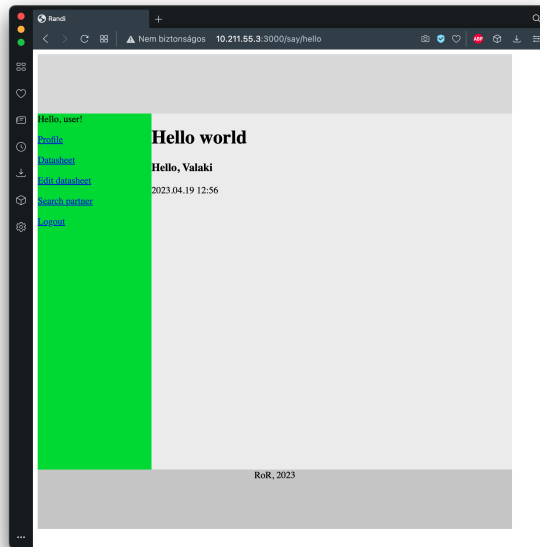 Randi
Nem biztonságos 10.211.55.3:3000/say/hello
ABP
Hello, user!
Profile
Datasheet
Edit datasheet
Search partner
Logout
Hello world
Hello, Valaki
2023.04.19 12:56
RoR, 2023